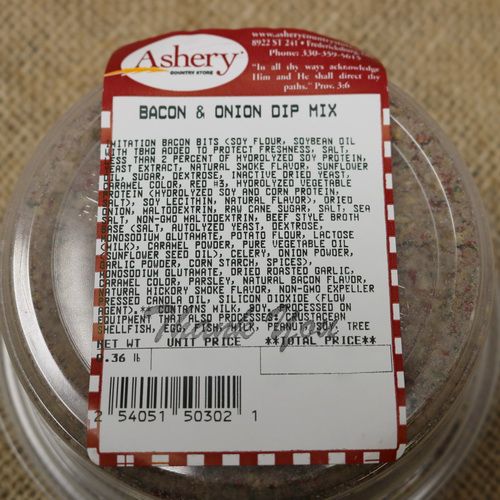 www.asherycountry
8922 ST 241 • Fredericksburg,
Phone: 330-359-5615
"In all thy ways acknowledge
Him and He shall direct thy
paths." Prov. 3:6
Ashery
COUNTRY STORE
BACON & ONION DIP MIX
IMITATION BACON BITS (SOY FLOUR, SOYBEAN OIL
WITH TBHQ ADDED TO PROTECT FRESHNESS, SALT,
LESS THAN 2 PERCENT OF HYDROLYZED SOY PROTEIN,
YEAST EXTRACT, NATURAL SMOKE FLAVOR, SUNFLOWER
OIL, SUGAR, DEXTROSE, INACTIVE DRIED YEAST,
CARAMEL COLOR, RED #3, HYDROLYZED VEGETABLE
PROTEIN (HYDROLYZED SOY AND CORN PROTEIN,
SALT), SOY LECITHIN, NATURAL FLAVOR), DRIED
ONION, MALTODEXTRIN, RAW CANE SUGAR, SALT, SEA
SALT, NON-GMO MALTODEXTRIN, BEEF STYLE BROTH
BASE (SALT, AUTOLYZED YEAST, DEXTROSE,
MONOSODIUM GLUTAMATE, POTATO FLOUR, LACTOSE
(MILK), CARAMEL POWDER, PURE VEGETABLE OIL
(SUNFLOWER SEED OIL), CELERY, ONION POWDER,
GARLIC POWDER, CORN STARCH, SPICES),
MONOSODIUM GLUTAMATE, DRIED ROASTED GARLIC,
CARAMEL COLOR, PARSLEY, NATURAL BACON FLAVOR,
NATURAL HICKORY SMOKE FLAVOR, NON-GMO EXPELLER
PRESSED CANOLA OIL, SILICON DIOXIDE (FLOW
AGENT).**CONTAINS MILK, SOY. PROCESSED ON
EQUIPMENT THAT ALSO PROCESSES: CRUSTACEAN
SHELLFISH, EGG, FISH, MILK, PEANUTS, TREE
Thank You
NET WT UNIT PRICE **TOTAL PRICE**
0.36 lb
2 54051 50302 1